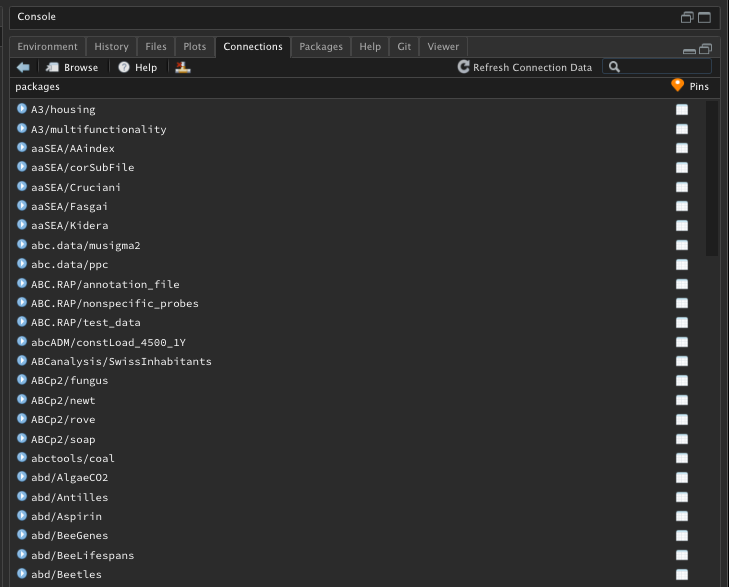 Console
Environment History Files Plots Connections Packages Help Git Viewer
Browse Help Refresh Connection Data
packages Pins
A3/housing
A3/multifunctionality
aaSEA/AAindex
aaSEA/corSubFile
aaSEA/Cruciani
aaSEA/Fasgai
aaSEA/Kidera
abc.data/musigma2
abc.data/ppc
ABC.RAP/annotation_file
ABC.RAP/nonspecific_probes
ABC.RAP/test_data
abcADM/constLoad_4500_1Y
ABCanalysis/SwissInhabitants
ABCp2/fungus
ABCp2/newt
ABCp2/rove
ABCp2/soap
abctools/coal
abd/AlgaeCO2
abd/Antilles
abd/Aspirin
abd/BeeGenes
abd/BeeLifespans
abd/Beetles